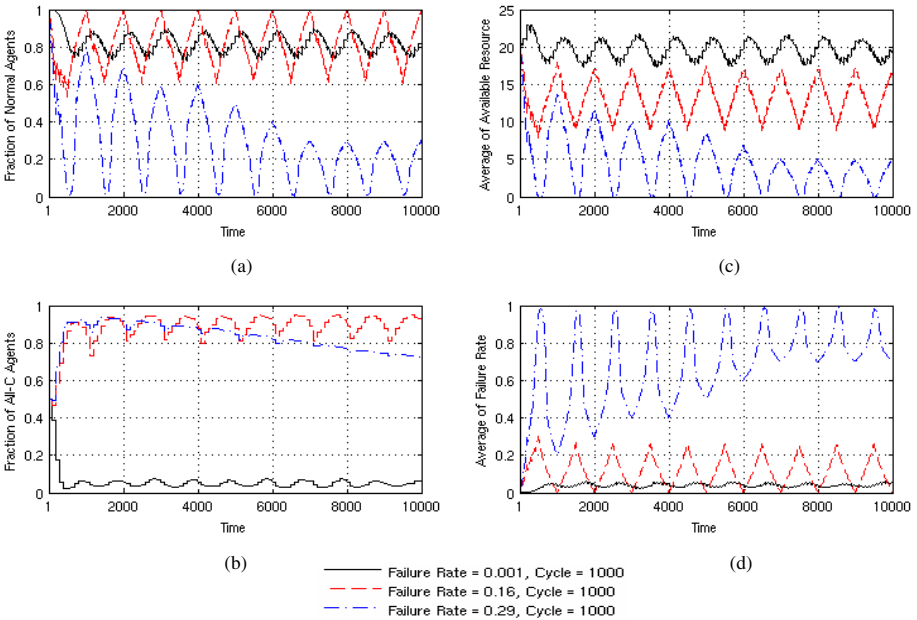 Fraction of Normal Agents
1
0.8
0.6
0.4
0.2
0
1 2000 4000 6000 8000 10000
Time
(a)
Average of Available Resource
25
20
15
10
5
0
1 2000 4000 6000 8000 10000
Time
(c)
Fraction of All-C Agents
1
0.8
0.6
0.4
0.2
0
1 2000 4000 6000 8000 10000
Time
(b)
Average of Failure Rate
1
0.8
0.6
0.4
0.2
0
1 2000 4000 6000 8000 10000
Time
(d)
Failure Rate = 0.001, Cycle = 1000
Failure Rate = 0.16, Cycle = 1000
Failure Rate = 0.29, Cycle = 1000